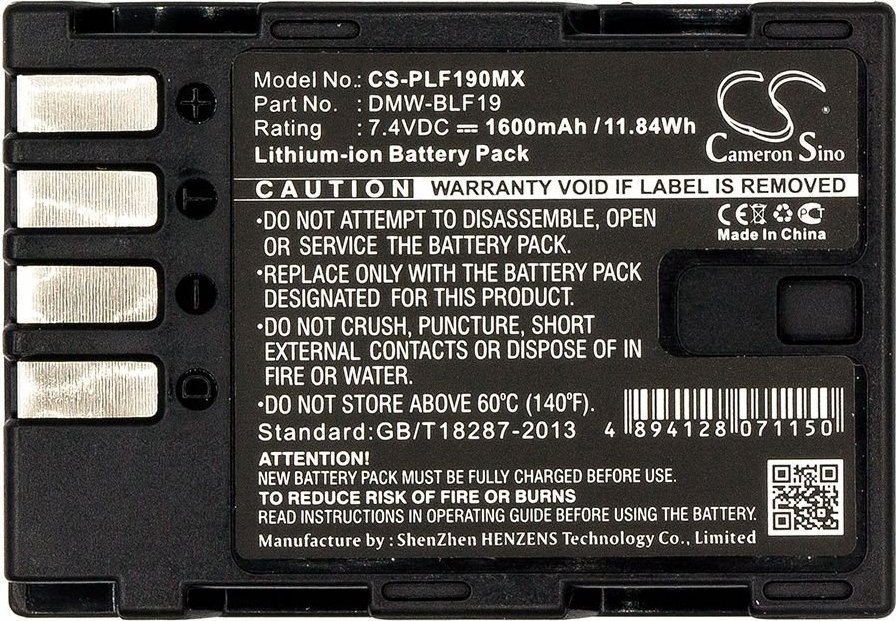 Model No.: CS-PLF190MX
Part No. : DMW-BLF19
Rating : 7.4VDC ⎓ 1600mAh / 11.84Wh
Lithium-ion Battery Pack
CS
Cameron Sino
CAUTION WARRANTY VOID IF LABEL IS REMOVED
•DO NOT ATTEMPT TO DISASSEMBLE, OPEN
OR SERVICE THE BATTERY PACK.
CE PCT
Made In China
•REPLACE ONLY WITH THE BATTERY PACK
DESIGNATED FOR THIS PRODUCT.
•DO NOT CRUSH, PUNCTURE, SHORT
EXTERNAL CONTACTS OR DISPOSE OF IN
FIRE OR WATER.
•DO NOT STORE ABOVE 60℃ (140℉).
Standard:GB/T18287-2013
4 894128 071150
ATTENTION!
NEW BATTERY PACK MUST BE FULLY CHARGED BEFORE USE.
TO REDUCE RISK OF FIRE OR BURNS
READ INSTRUCTIONS IN OPERATING GUIDE BEFORE USING THE BATTERY.
Manufacture by : ShenZhen HENZENS Technology Co., Limited
+
T
−
D